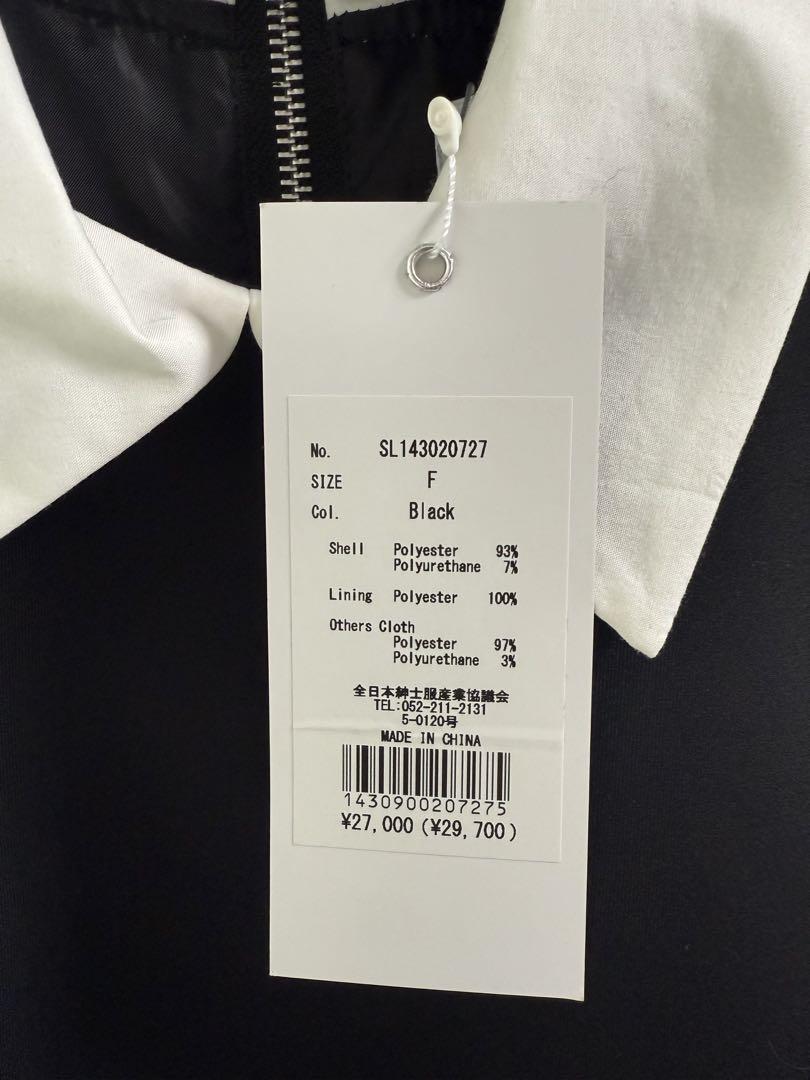 No. SL143020727
SIZE F
Col. Black
Shell Polyester 93%
Polyurethane 7%
Lining Polyester 100%
Others Cloth
Polyester 97%
Polyurethane 3%
全日本紳士服産業協議会
TEL:052-211-2131
5-0120号
MADE IN CHINA
1430900207275
¥27,000 (¥29,700)